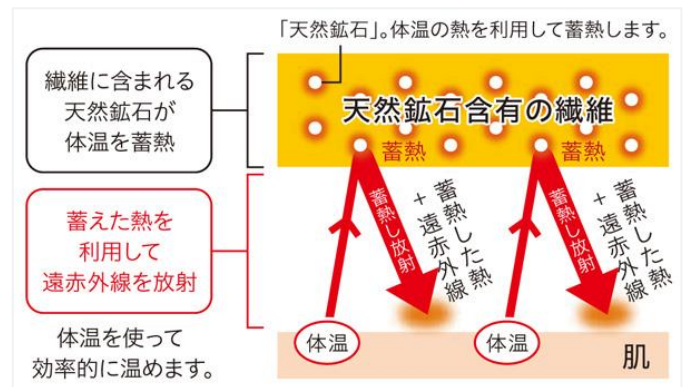 「天然鉱石」。体温の熱を利用して蓄熱します。
繊維に含まれる
天然鉱石が
体温を蓄熱
天然鉱石含有の繊維
蓄熱
蓄熱
蓄えた熱を
利用して
遠赤外線を放射
蓄熱し放射
蓄熱した熱
+遠赤外線
蓄熱し放射
蓄熱した熱
+遠赤外線
体温を使って
効率的に温めます。
体温
体温
肌